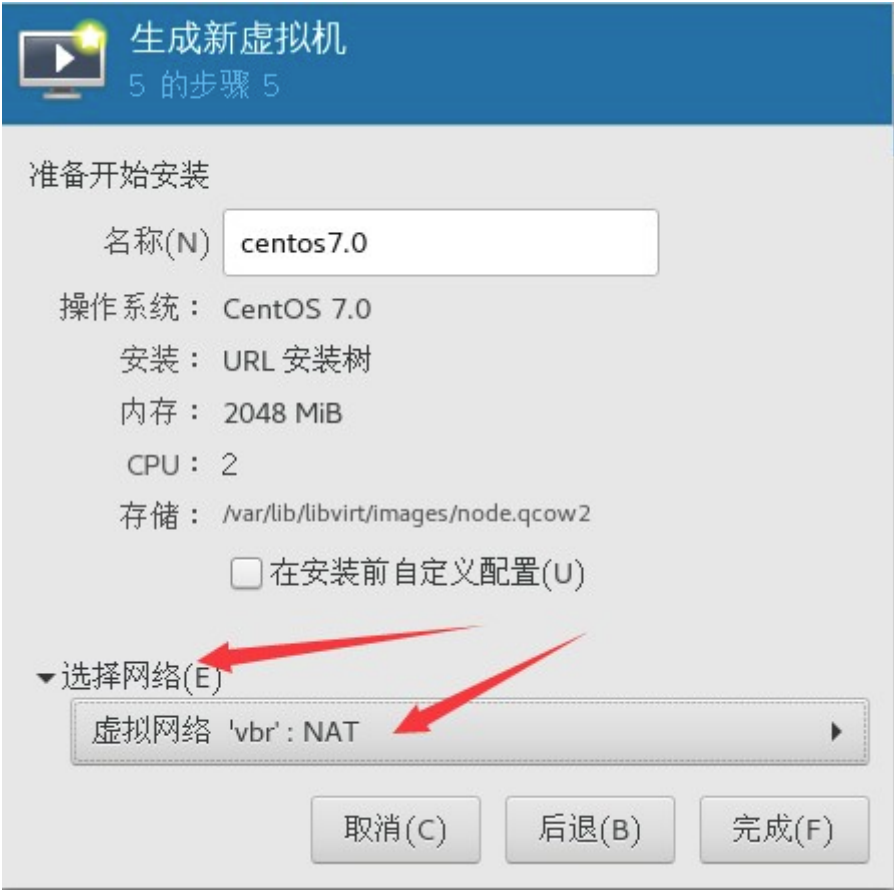 生成新虚拟机
5 的步骤 5
准备开始安装
名称(N) centos7.0
操作系统： CentOS 7.0
安装： URL 安装树
内存： 2048 MiB
CPU： 2
存储： /var/lib/libvirt/images/node.qcow2
在安装前自定义配置(U)
选择网络(E)
虚拟网络 'vbr' : NAT
取消(C) 后退(B) 完成(F)